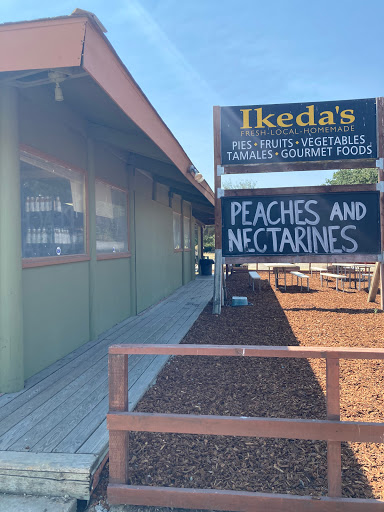 Ikeda's
FRESH-LOCAL-HOMEMADE
PIES • FRUITS • VEGETABLES
TAMALES • GOURMET FOODS
PEACHES AND
NECTARINES